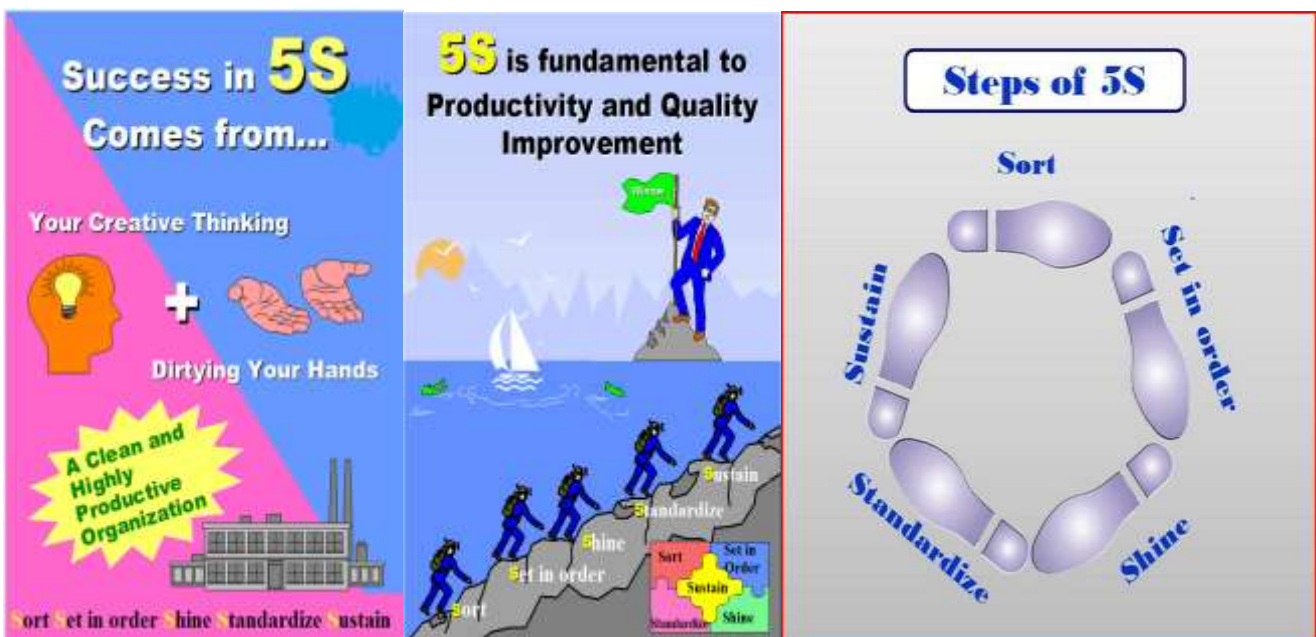 Success in 5S
Comes from...
Your Creative Thinking
+
Dirtying Your Hands
A Clean and
Highly
Productive
Organization
Sort Set in order Shine Standardize Sustain
5S is fundamental to
Productivity and Quality
Improvement
Sustain
Standardize
Shine
Set in order
Sort
Sort
Set in
Order
Sustain
Standardize
Shine
Steps of 5S
Sort
Set in order
Shine
Standardize
Sustain